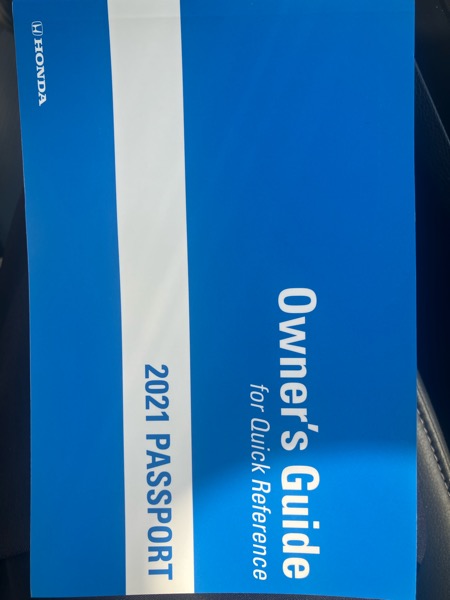 Owner's Guide
for Quick Reference
2021 PASSPORT
HONDA